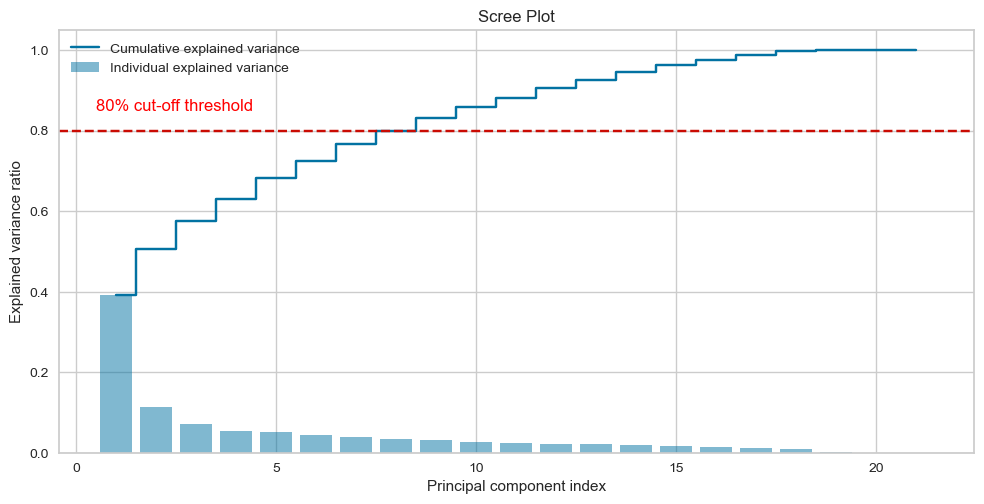 Scree Plot
Cumulative explained variance
Individual explained variance
80% cut-off threshold
Explained variance ratio
1.0
0.8
0.6
0.4
0.2
0.0
0
5
10
15
20
Principal component index